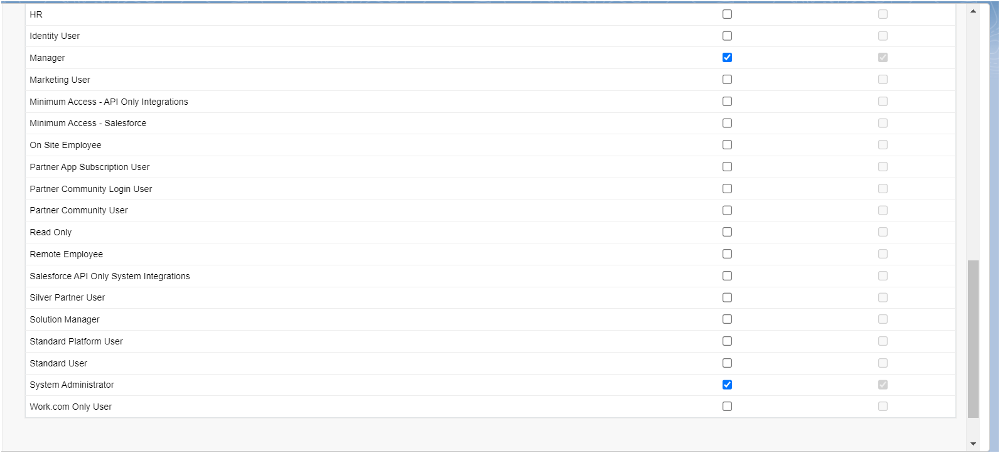 HR
Identity User
Manager
Marketing User
Minimum Access - API Only Integrations
Minimum Access - Salesforce
On Site Employee
Partner App Subscription User
Partner Community Login User
Partner Community User
Read Only
Remote Employee
Salesforce API Only System Integrations
Silver Partner User
Solution Manager
Standard Platform User
Standard User
System Administrator
Work.com Only User